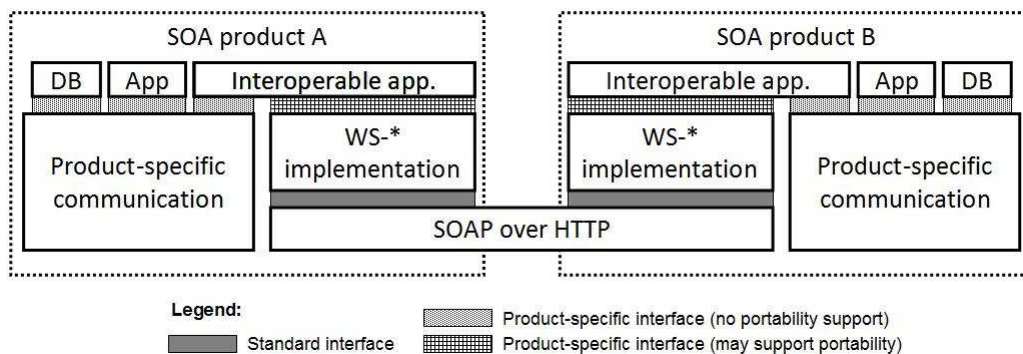 SOA product A
SOA product B
DB
App
Interoperable app.
Interoperable app.
App
DB
Product-specific
communication
WS-*
implementation
WS-*
implementation
Product-specific
communication
SOAP over HTTP
Legend:
Product-specific interface (no portability support)
Standard interface
Product-specific interface (may support portability)